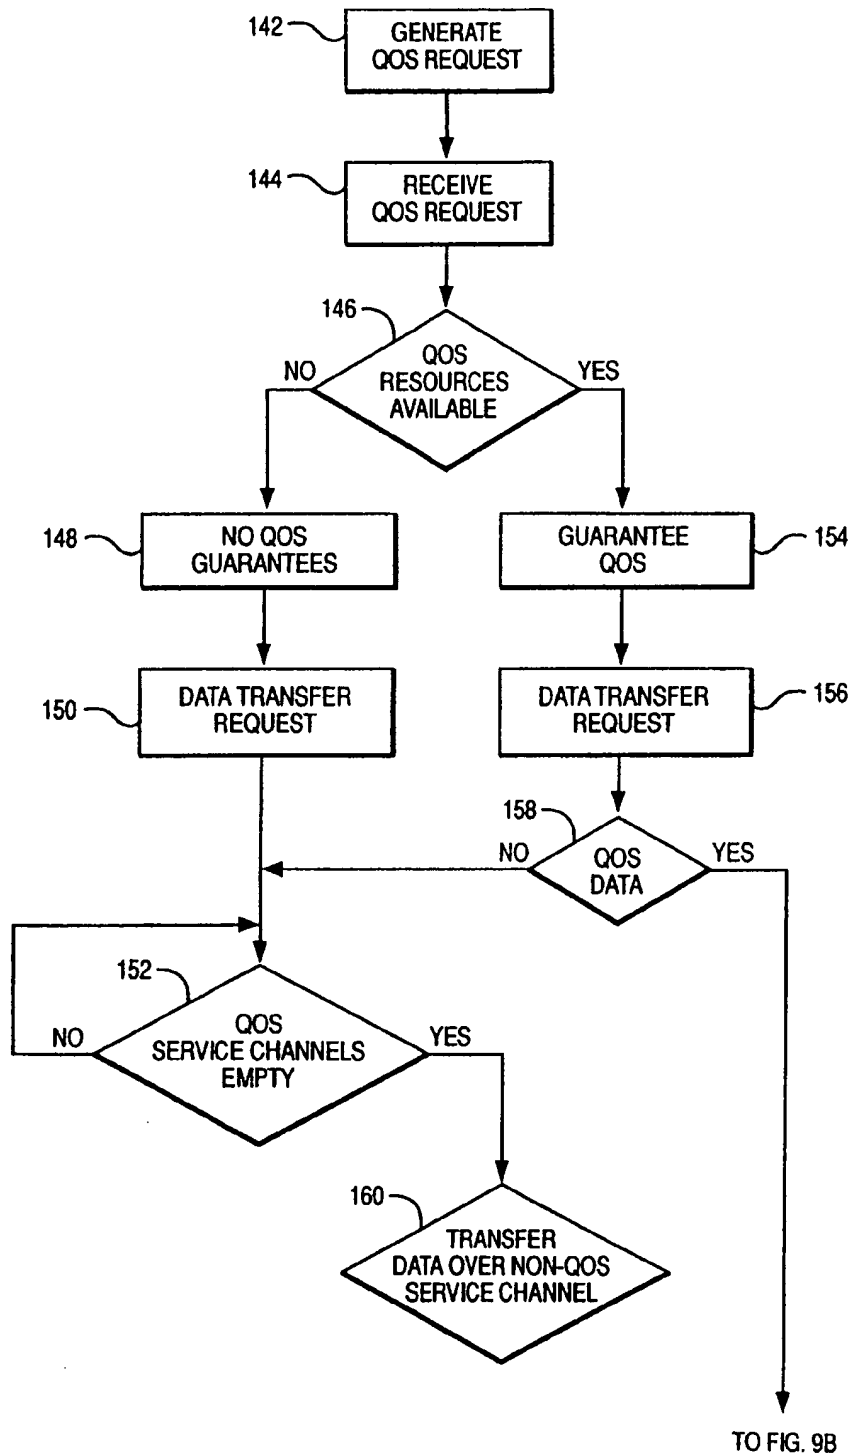 142
GENERATE
QOS REQUEST
144
RECEIVE
QOS REQUEST
146
QOS
RESOURCES
AVAILABLE
NO
YES
148
NO QOS
GUARANTEES
GUARANTEE
QOS
154
150
DATA TRANSFER
REQUEST
DATA TRANSFER
REQUEST
156
158
NO
QOS
DATA
YES
152
NO
QOS
SERVICE CHANNELS
EMPTY
YES
160
TRANSFER
DATA OVER NON-QOS
SERVICE CHANNEL
TO FIG. 9B